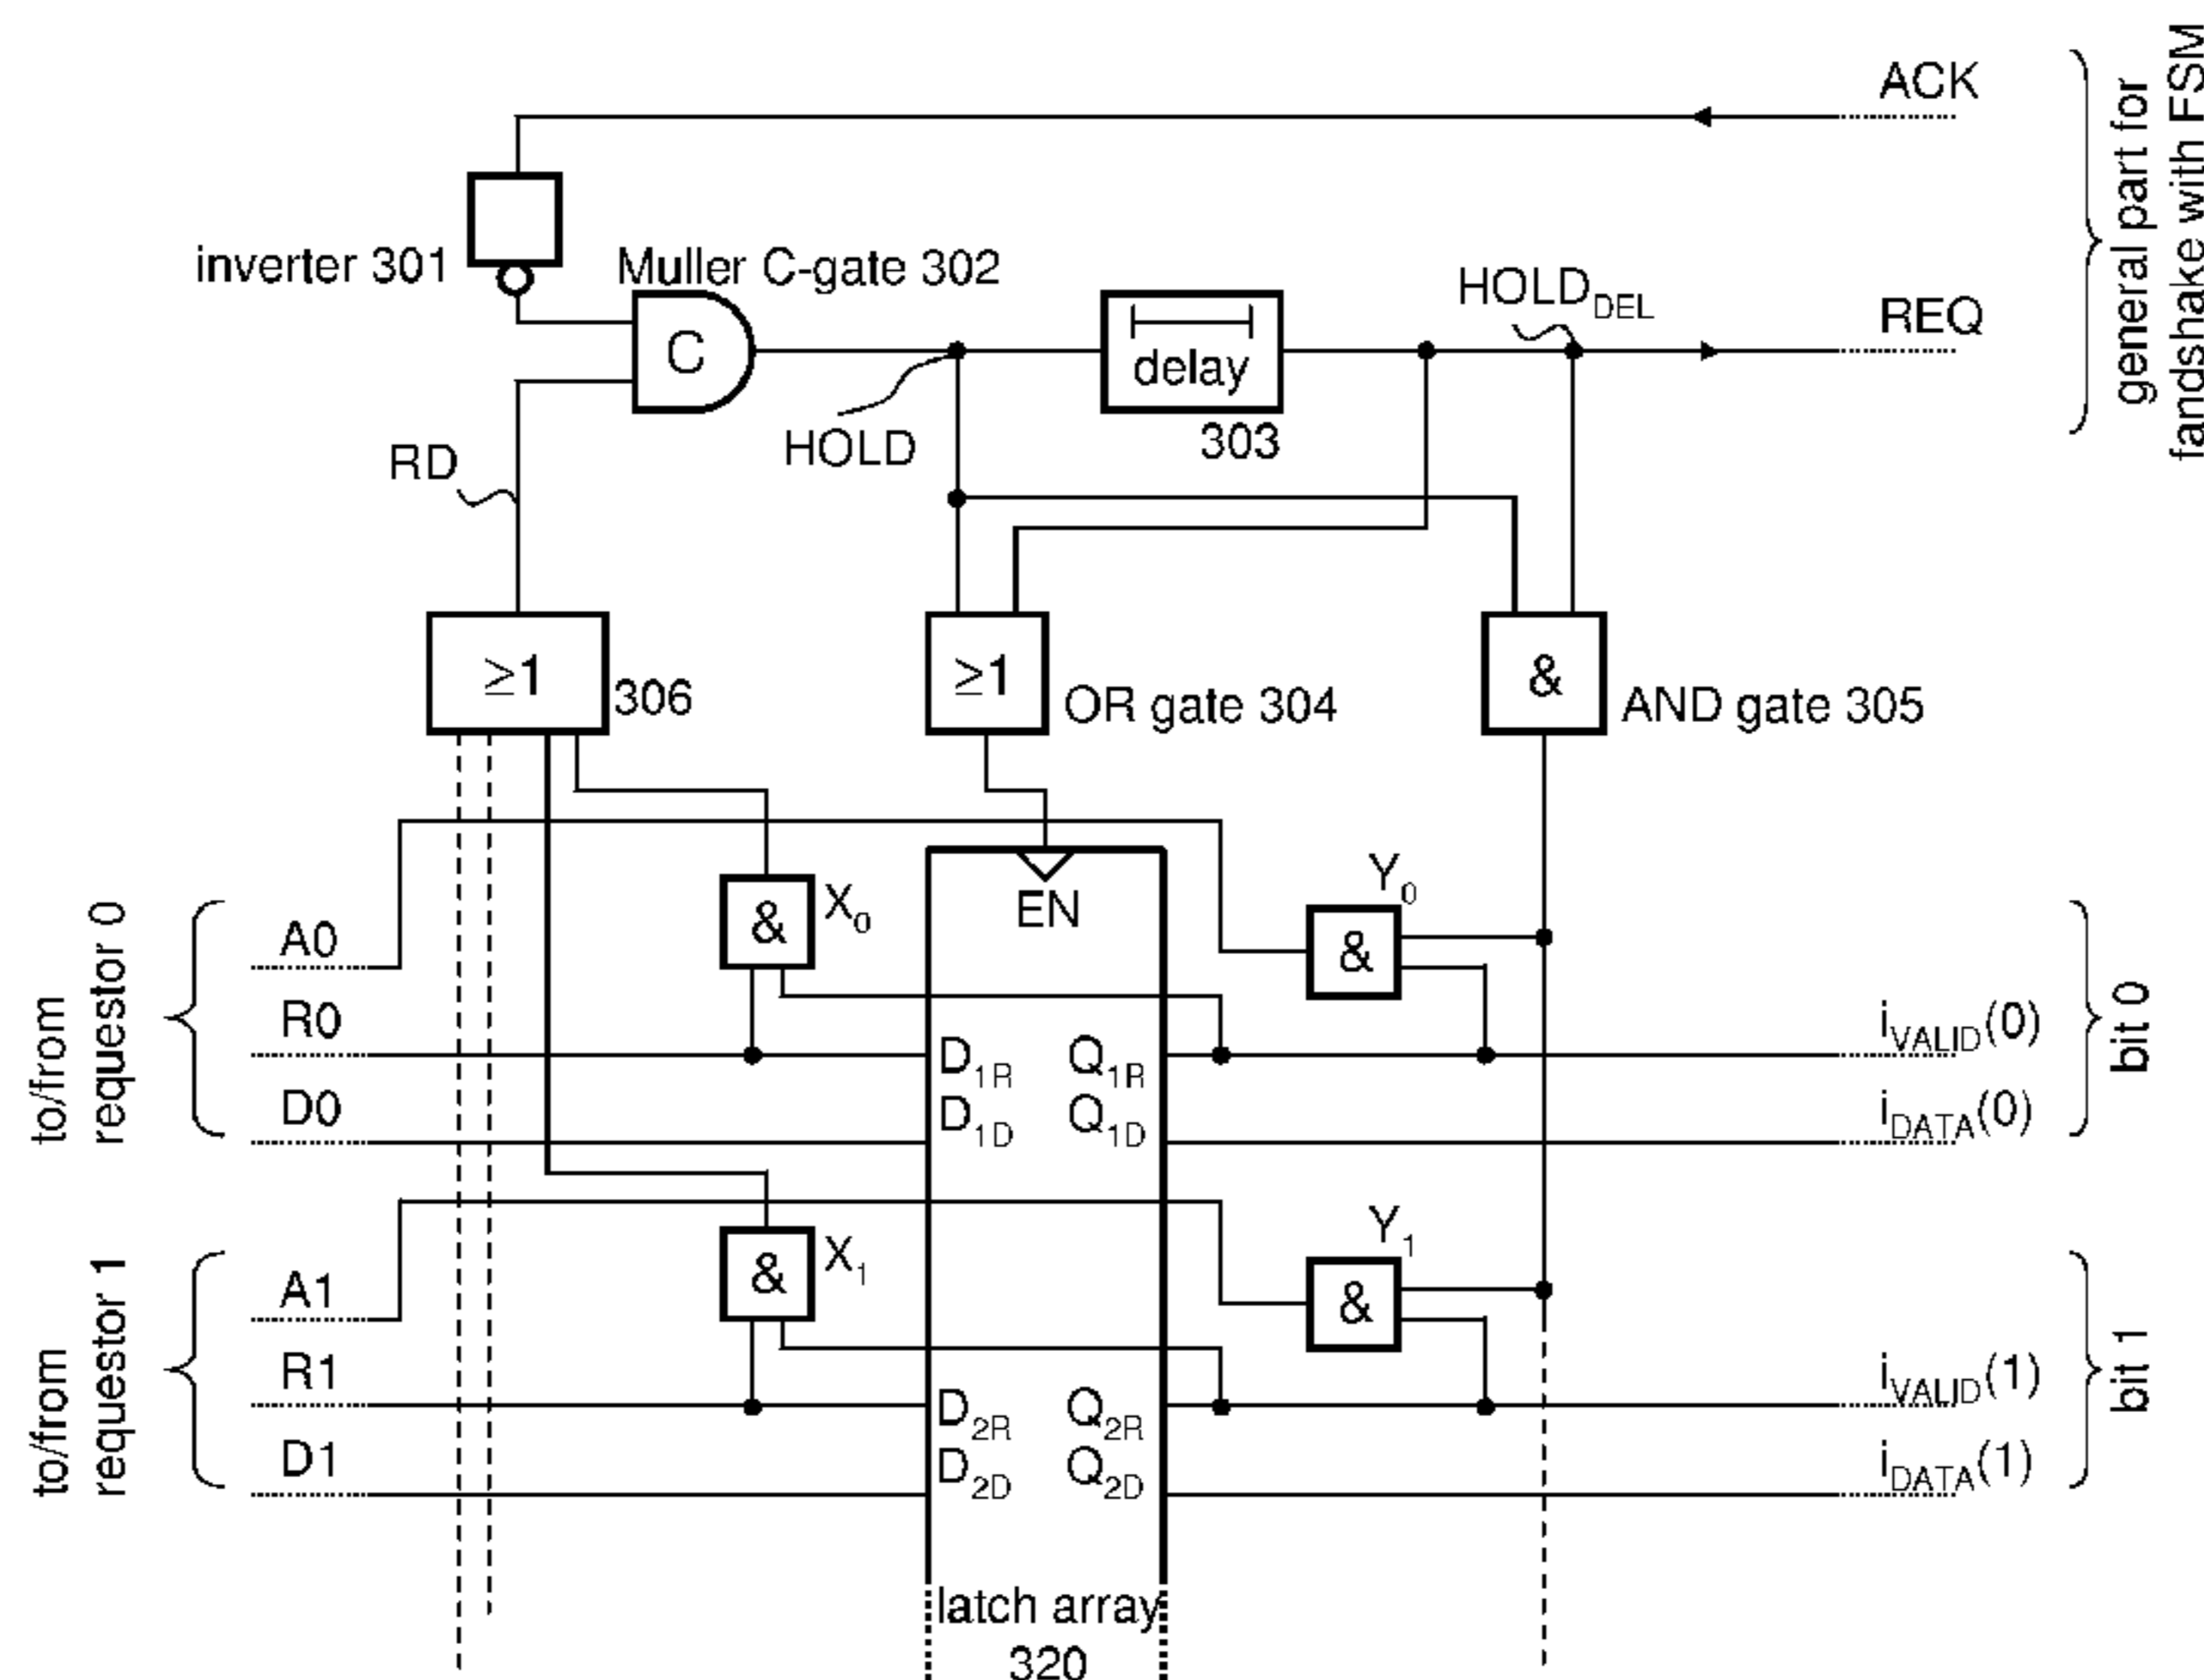 ACK
general part for
fandshake with FSM
inverter 301
Muller C-gate 302
HOLD_DEL
REQ
C
delay
303
RD
HOLD
≥1
306
≥1
OR gate 304
&
AND gate 305
EN
to/from
requestor 0
A0
R0
D0
&
X_0
Y_0
&
D_1R
Q_1R
D_1D
Q_1D
i_VALID(0)
i_DATA(0)
bit 0
to/from
requestor 1
A1
R1
D1
&
X_1
Y_1
&
D_2R
Q_2R
D_2D
Q_2D
i_VALID(1)
i_DATA(1)
bit 1
latch array
320